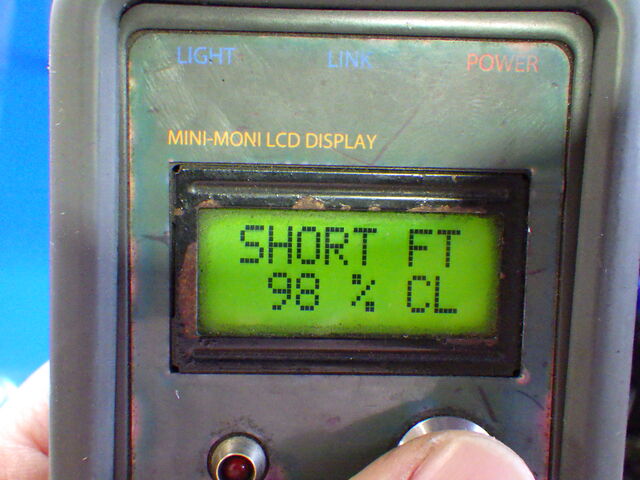 LIGHT LINK POWER
MINI-MONI LCD DISPLAY
SHORT FT
98 % CL